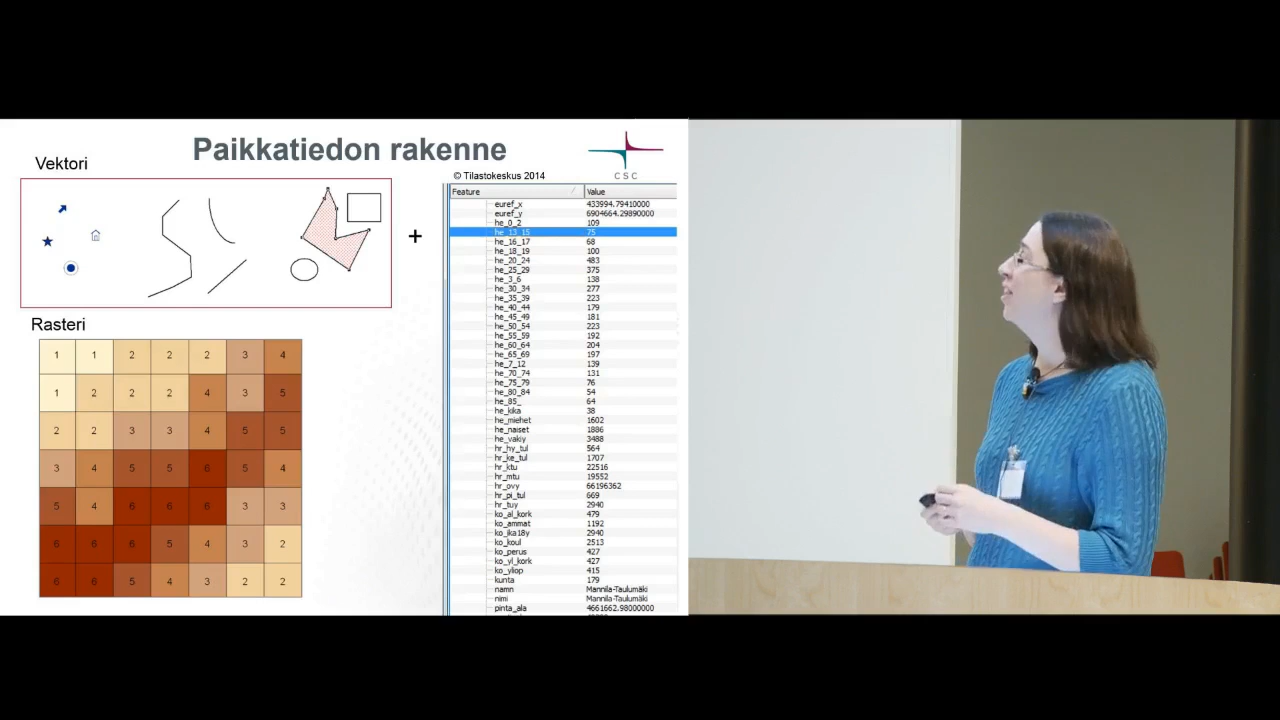 Paikkatiedon rakenne
Vektori
CSC
© Tilastokeskus 2014
+
Rasteri
1 1 2 2 2 3 4
1 2 2 2 4 3 5
2 2 3 3 4 5 5
3 4 5 5 6 5 4
5 4 6 6 6 3 3
6 6 6 5 4 3 2
6 6 5 4 3 2 2
Feature Value
euref_x 433994.79410000
euref_y 6904664.29890000
he_0_2 109
he_13_15 75
he_16_17 68
he_18_19 100
he_20_24 483
he_25_29 375
he_3_6 138
he_30_34 277
he_35_39 223
he_40_44 179
he_45_49 181
he_50_54 223
he_55_59 192
he_60_64 204
he_65_69 197
he_7_12 139
he_70_74 131
he_75_79 76
he_80_84 54
he_85_ 64
he_kika 38
he_miehet 1602
he_naiset 1886
he_vakiy 3488
hr_hy_tul 564
hr_ke_tul 1707
hr_ktu 22516
hr_mtu 19552
hr_ovy 66196362
hr_pi_tul 669
hr_tuy 2940
ko_al_kork 479
ko_ammat 1192
ko_ika18y 2940
ko_koul 2513
ko_perus 427
ko_yl_kork 427
ko_yliop 415
kunta 179
namn Mannila-Taulumäki
nimi Mannila-Taulumäki
pinta_ala 4661662.98000000